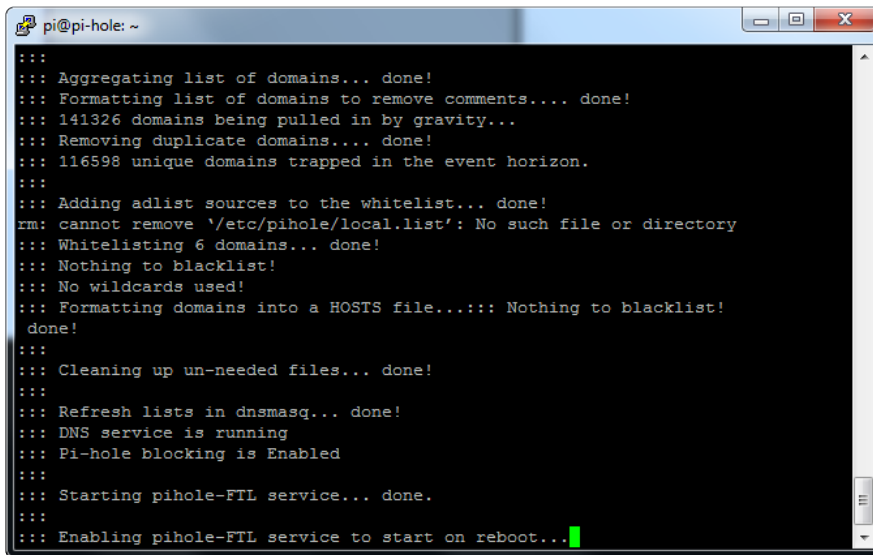 pi@pi-hole: ~
:::
::: Aggregating list of domains... done!
::: Formatting list of domains to remove comments.... done!
::: 141326 domains being pulled in by gravity...
::: Removing duplicate domains.... done!
::: 116598 unique domains trapped in the event horizon.
:::
::: Adding adlist sources to the whitelist... done!
rm: cannot remove ‘/etc/pihole/local.list’: No such file or directory
::: Whitelisting 6 domains... done!
::: Nothing to blacklist!
::: No wildcards used!
::: Formatting domains into a HOSTS file...::: Nothing to blacklist!
 done!
:::
::: Cleaning up un-needed files... done!
:::
::: Refresh lists in dnsmasq... done!
::: DNS service is running
::: Pi-hole blocking is Enabled
:::
::: Starting pihole-FTL service... done.
:::
::: Enabling pihole-FTL service to start on reboot...